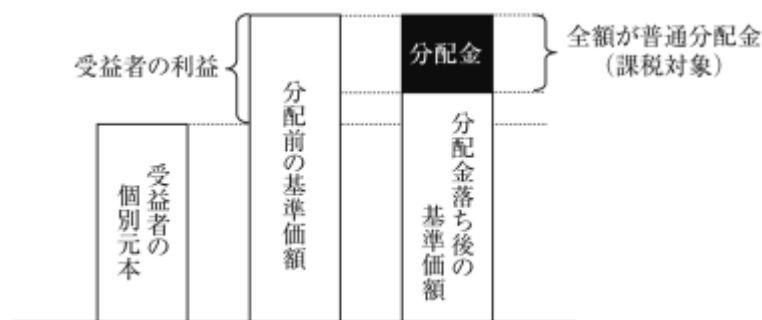 受益者の利益
受益者の
個別元本
分配前の基準価額
分配金
分配金落ち後の
基準価額
全額が普通分配金
（課税対象）